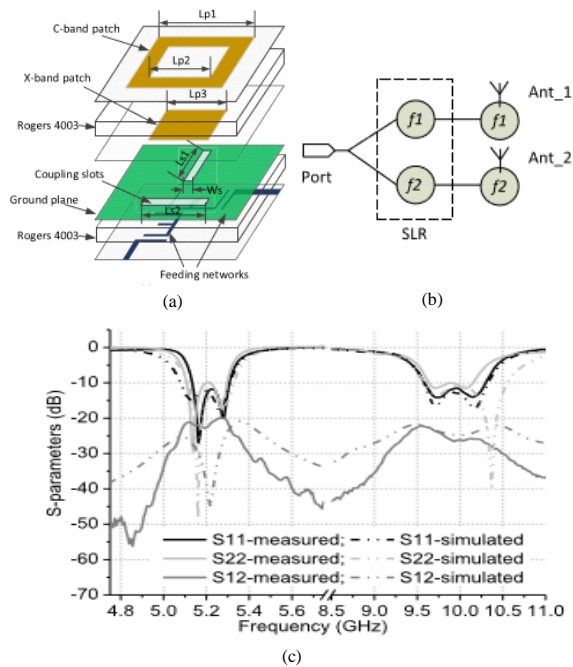 (a)
C-band patch
Lp1
Lp2
X-band patch
Lp3
Rogers 4003
Ls1
Coupling slots
Ws
Ground plane
Ls2
Rogers 4003
Feeding networks
(a)
(b)
Port
f1
f2
SLR
f1
f2
Ant_1
Ant_2
(b)
S-parameters (dB)
0
-10
-20
-30
-40
-50
-60
-70
S11-measured; S11-simulated
S22-measured; S22-simulated
S12-measured; S12-simulated
4.8 5.0 5.2 5.4 5.6 8.5 9.0 9.5 10.0 10.5 11.0
Frequency (GHz)
(c)